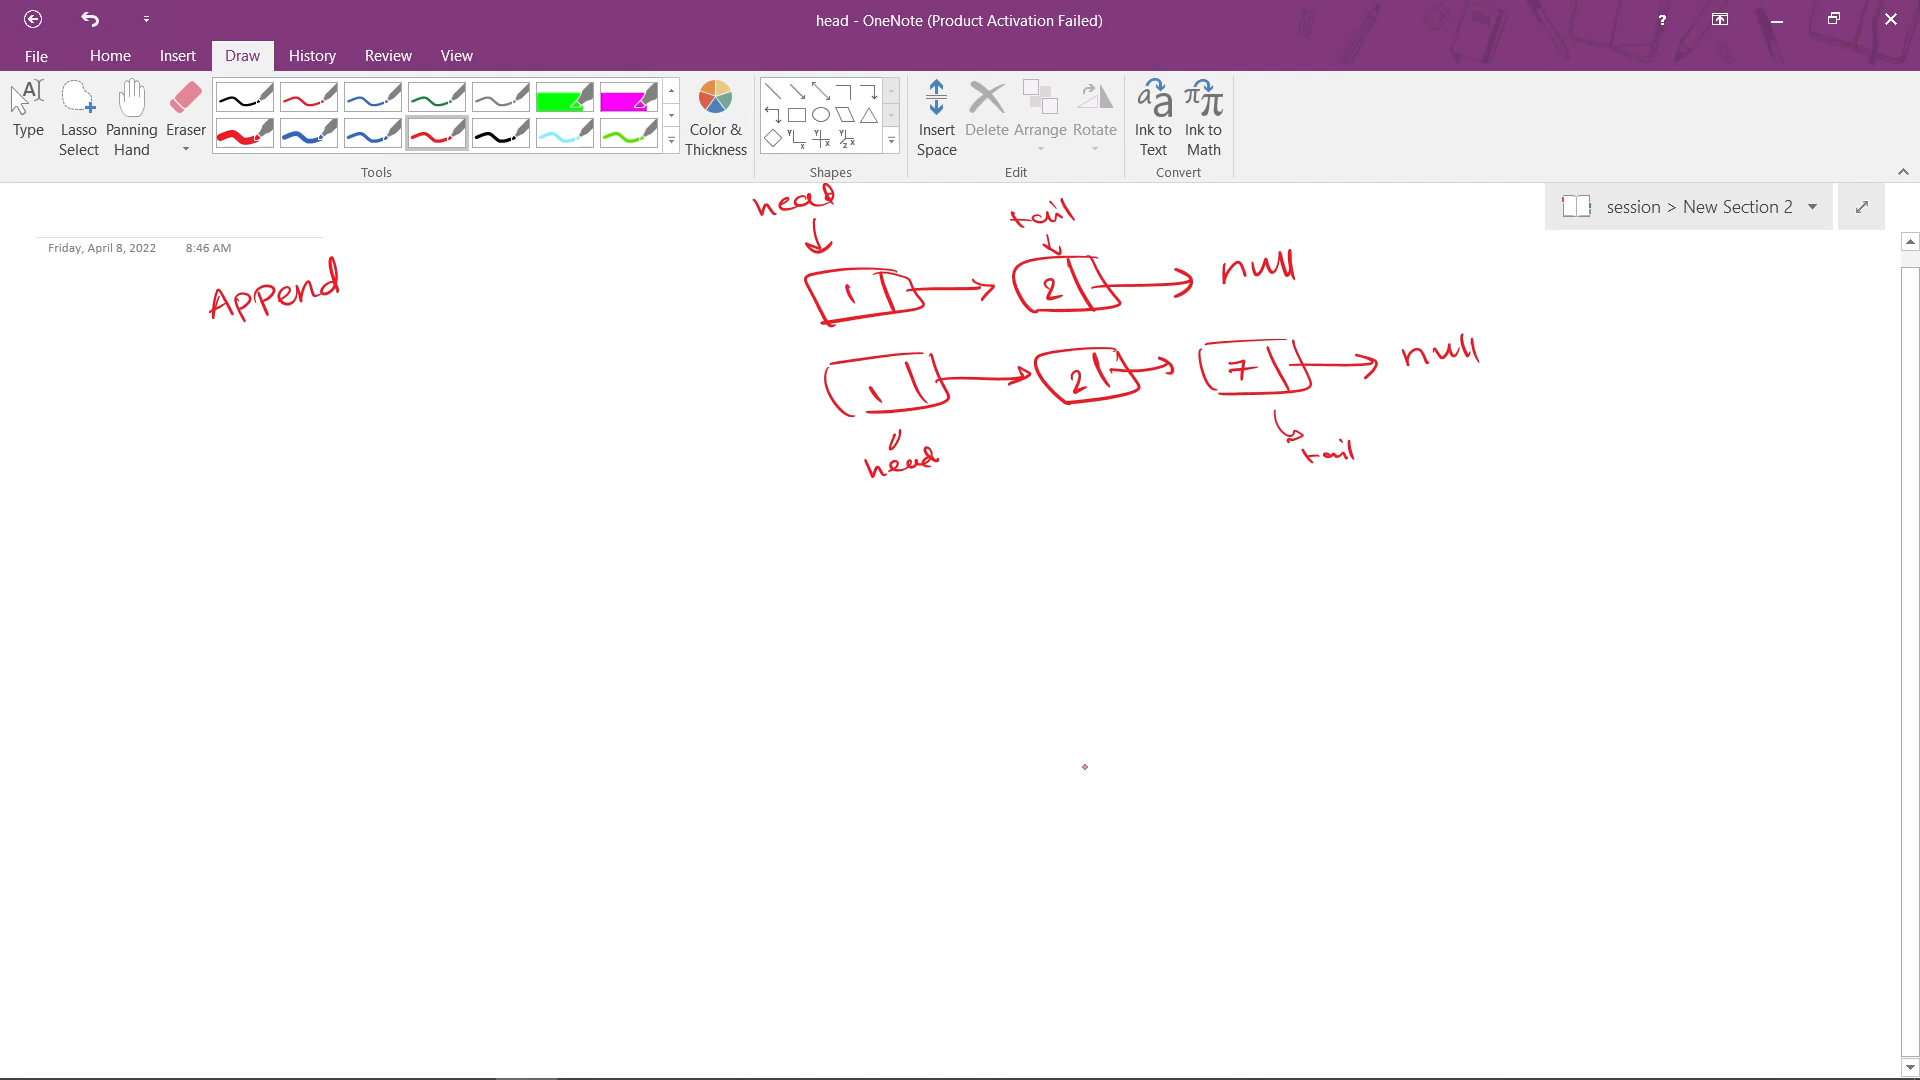 head - OneNote (Product Activation Failed)
?
File Home Insert Draw History Review View
Type
Lasso Select
Panning Hand
Eraser
Color & Thickness
Insert Space
Delete
Arrange
Rotate
Ink to Text
Ink to Math
Tools
Shapes
Edit
Convert
session > New Section 2
Friday, April 8, 2022 8:46 AM
head
tail
Append
1 2 null
1 2 7 null
head
tail